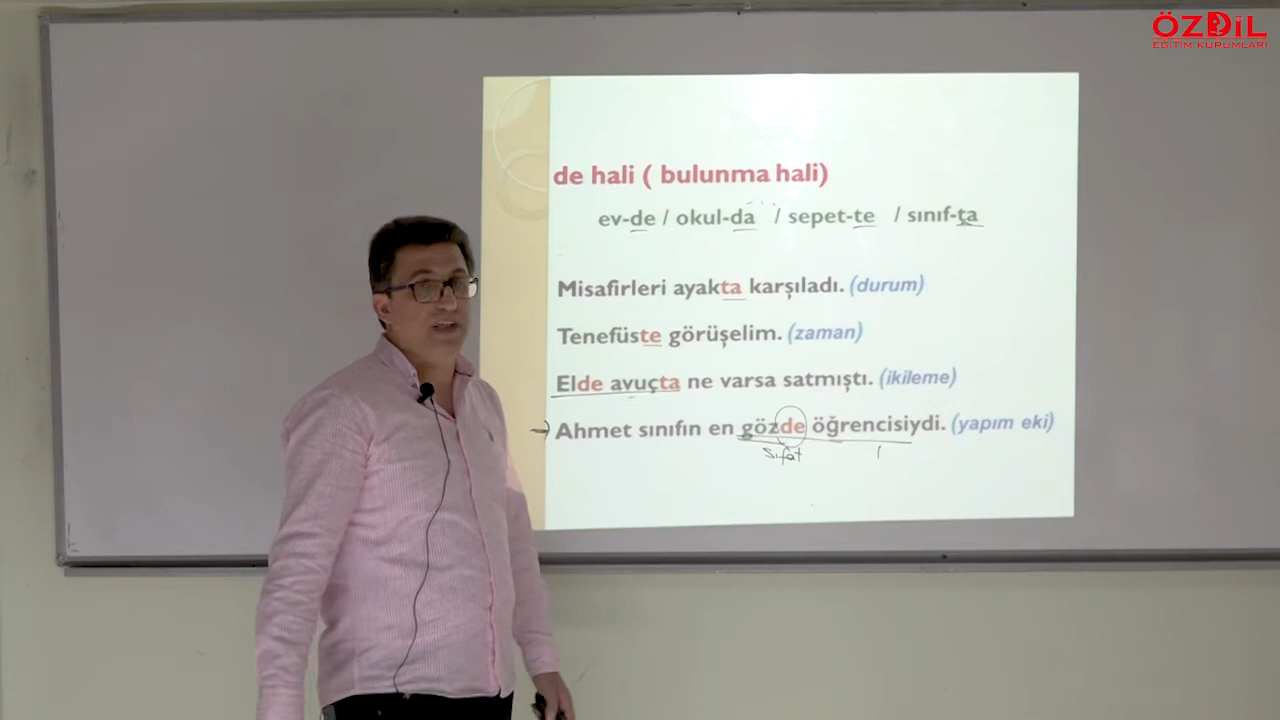 ÖZDİL
EĞİTİM KURUMLARI
de hali ( bulunma hali)
ev-de / okul-da / sepet-te / sınıf-ta
Misafirleri ayakta karşıladı. (durum)
Tenefüste görüşelim. (zaman)
Elde avuçta ne varsa satmıştı. (ikileme)
Ahmet sınıfın en gözde öğrencisiydi. (yapım eki)
sıfat